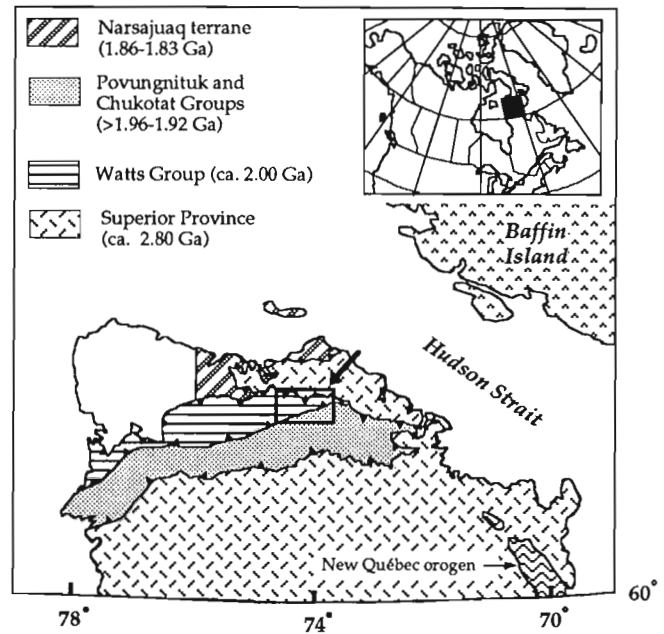 Narsajuaq terrane
(1.86-1.83 Ga)
Povungnituk and
Chukotat Groups
(>1.96-1.92 Ga)
Watts Group (ca. 2.00 Ga)
Superior Province
(ca. 2.80 Ga)
Baffin
Island
Hudson Strait
New Québec orogen
60°
78°
74°
70°